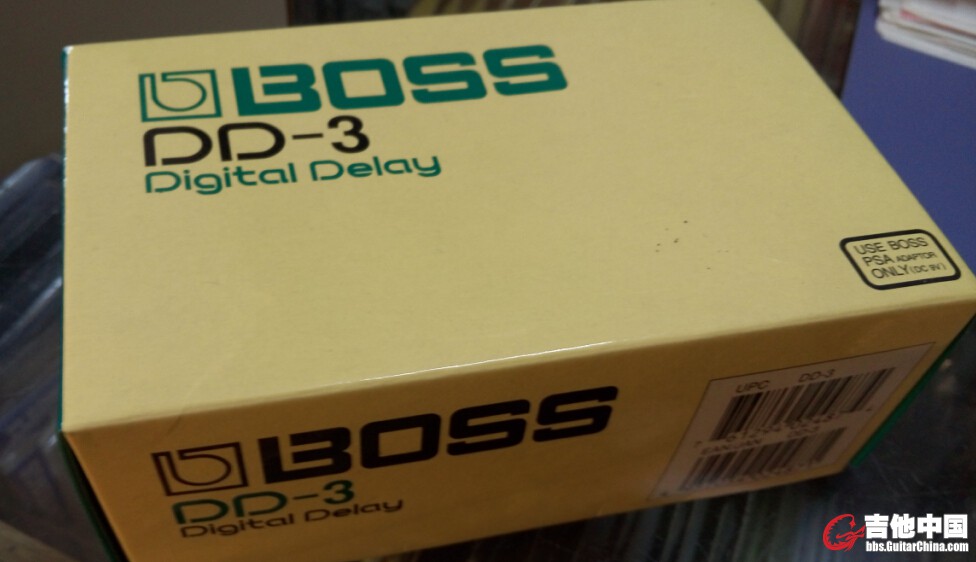 BOSS
DD-3
Digital Delay
USE BOSS
PSA ADAPTOR
ONLY (DC 9V)
BOSS
DD-3
Digital Delay
UPC DD-3
吉他中国
bbs.GuitarChina.com